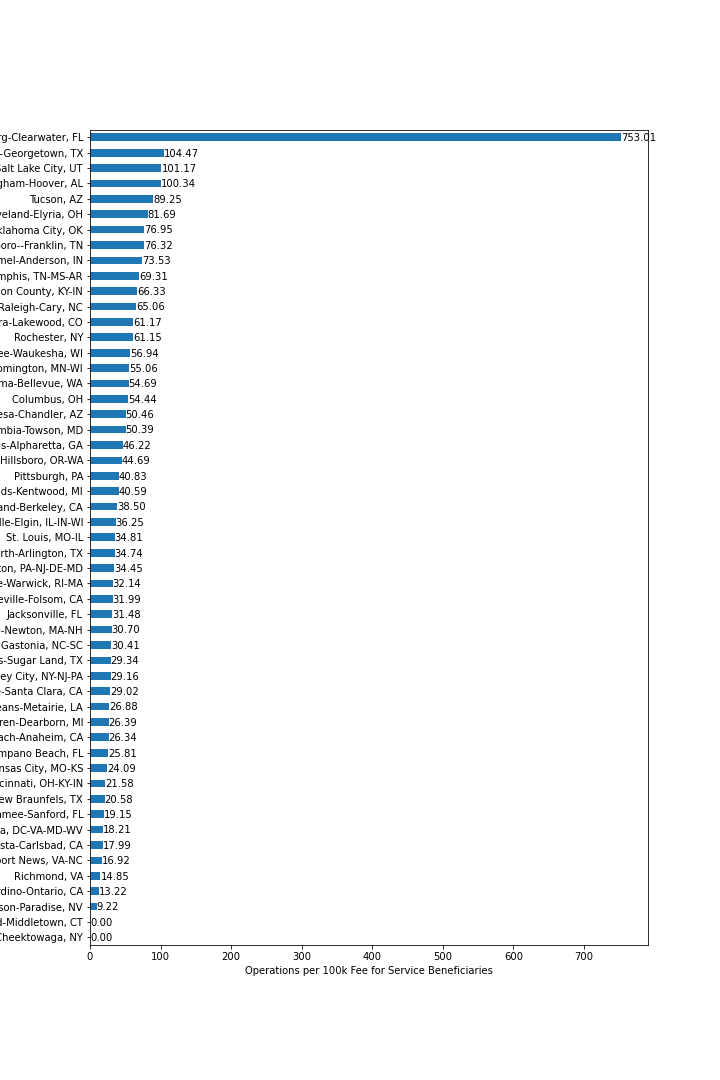 rg-Clearwater, FL 753.01
-Georgetown, TX 104.47
Salt Lake City, UT 101.17
gham-Hoover, AL 100.34
Tucson, AZ 89.25
veland-Elyria, OH 81.69
klahoma City, OK 76.95
boro--Franklin, TN 76.32
mel-Anderson, IN 73.53
mphis, TN-MS-AR 69.31
on County, KY-IN 66.33
Raleigh-Cary, NC 65.06
ra-Lakewood, CO 61.17
Rochester, NY 61.15
ee-Waukesha, WI 56.94
omington, MN-WI 55.06
ma-Bellevue, WA 54.69
Columbus, OH 54.44
esa-Chandler, AZ 50.46
mbia-Towson, MD 50.39
s-Alpharetta, GA 46.22
Hillsboro, OR-WA 44.69
Pittsburgh, PA 40.83
ds-Kentwood, MI 40.59
and-Berkeley, CA 38.50
lle-Elgin, IL-IN-WI 36.25
St. Louis, MO-IL 34.81
rth-Arlington, TX 34.74
ton, PA-NJ-DE-MD 34.45
e-Warwick, RI-MA 32.14
eville-Folsom, CA 31.99
Jacksonville, FL 31.48
-Newton, MA-NH 30.70
Gastonia, NC-SC 30.41
s-Sugar Land, TX 29.34
ey City, NY-NJ-PA 29.16
e-Santa Clara, CA 29.02
eans-Metairie, LA 26.88
ren-Dearborn, MI 26.39
ach-Anaheim, CA 26.34
mpano Beach, FL 25.81
nsas City, MO-KS 24.09
cinnati, OH-KY-IN 21.58
ew Braunfels, TX 20.58
mmee-Sanford, FL 19.15
a, DC-VA-MD-WV 18.21
sta-Carlsbad, CA 17.99
port News, VA-NC 16.92
Richmond, VA 14.85
rdino-Ontario, CA 13.22
son-Paradise, NV 9.22
d-Middletown, CT 0.00
Cheektowaga, NY 0.00
0 100 200 300 400 500 600 700
Operations per 100k Fee for Service Beneficiaries